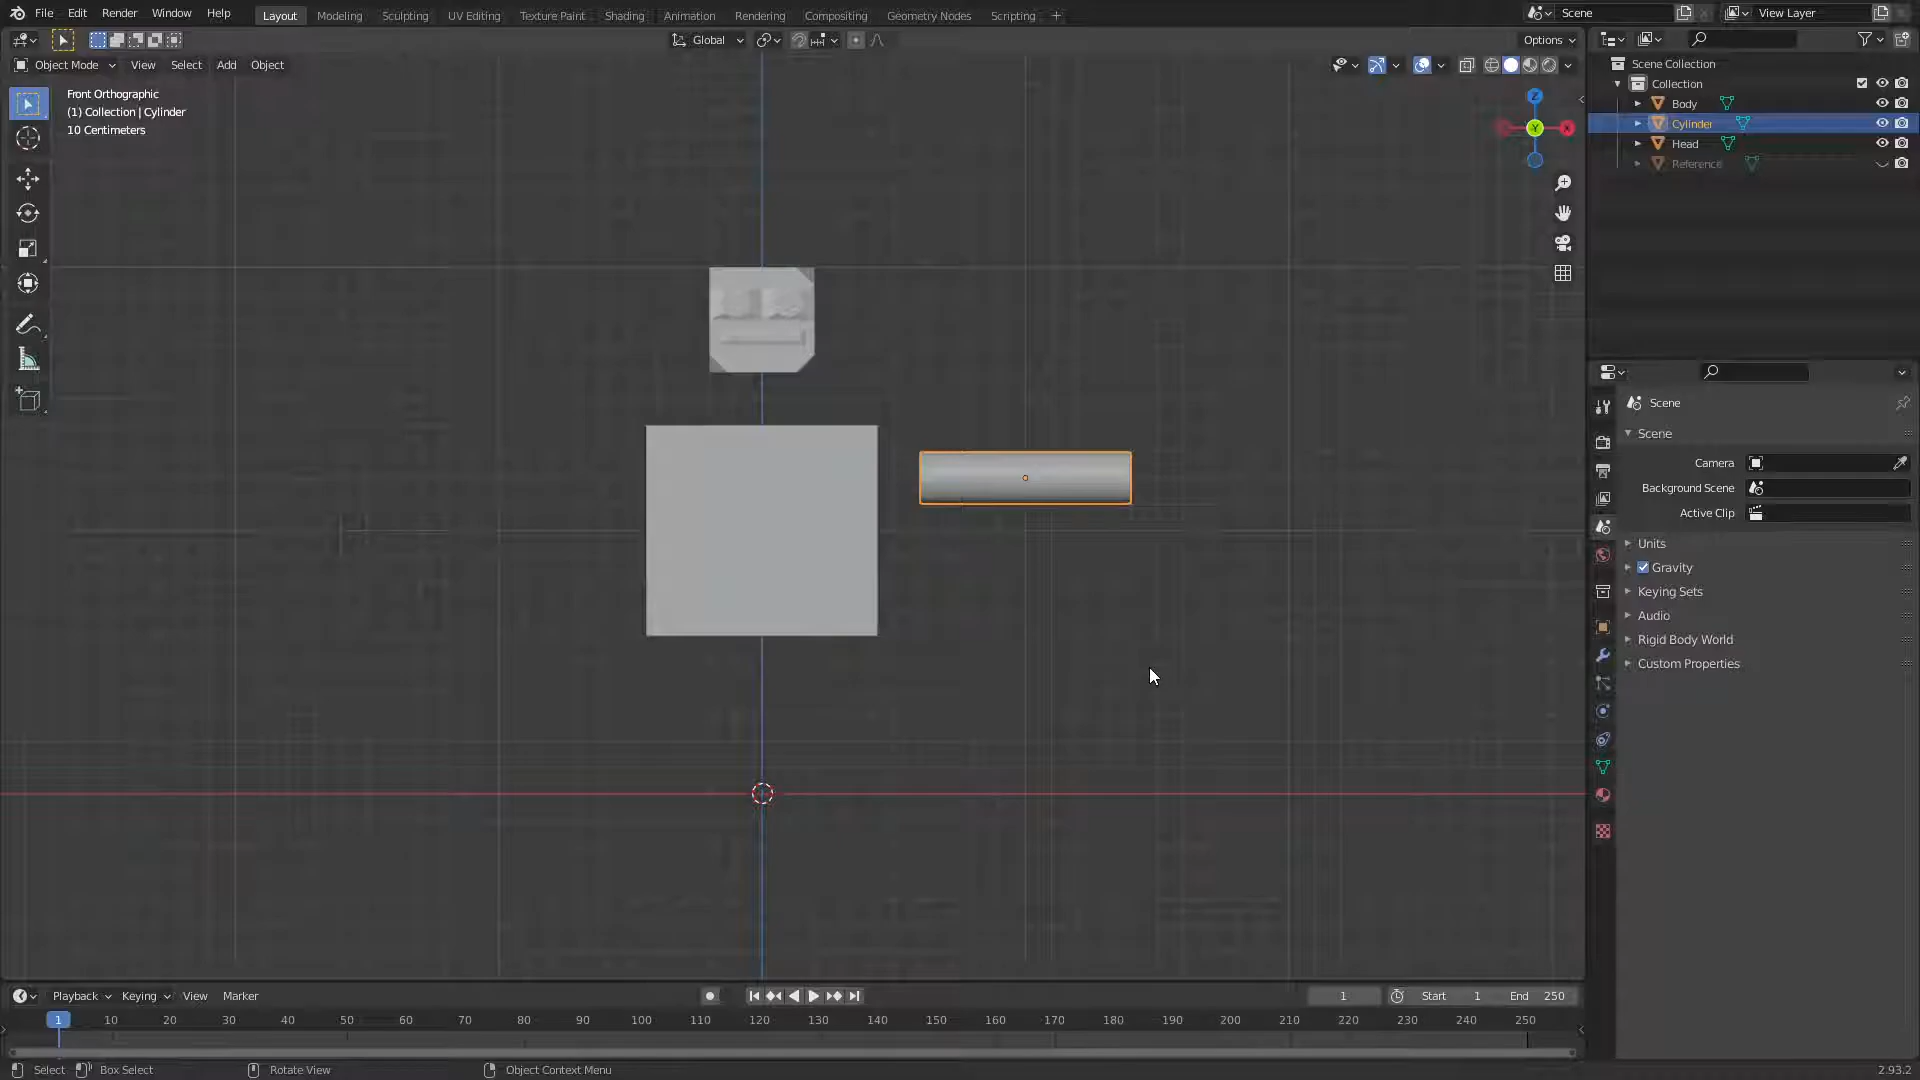 File Edit Render Window Help Layout Modeling Sculpting UV Editing Texture Paint Shading Animation Rendering Compositing Geometry Nodes Scripting + Scene View Layer
Global Options
Object Mode View Select Add Object
Front Orthographic
(1) Collection | Cylinder
10 Centimeters
Z
Y
X
Scene Collection
Collection
Body
Cylinder
Head
Reference
Scene
Scene
Camera
Background Scene
Active Clip
Units
Gravity
Keying Sets
Audio
Rigid Body World
Custom Properties
Playback Keying View Marker 1 Start 1 End 250
1 10 20 30 40 50 60 70 80 90 100 110 120 130 140 150 160 170 180 190 200 210 220 230 240 250
Select Box Select Rotate View Object Context Menu 2.93.2